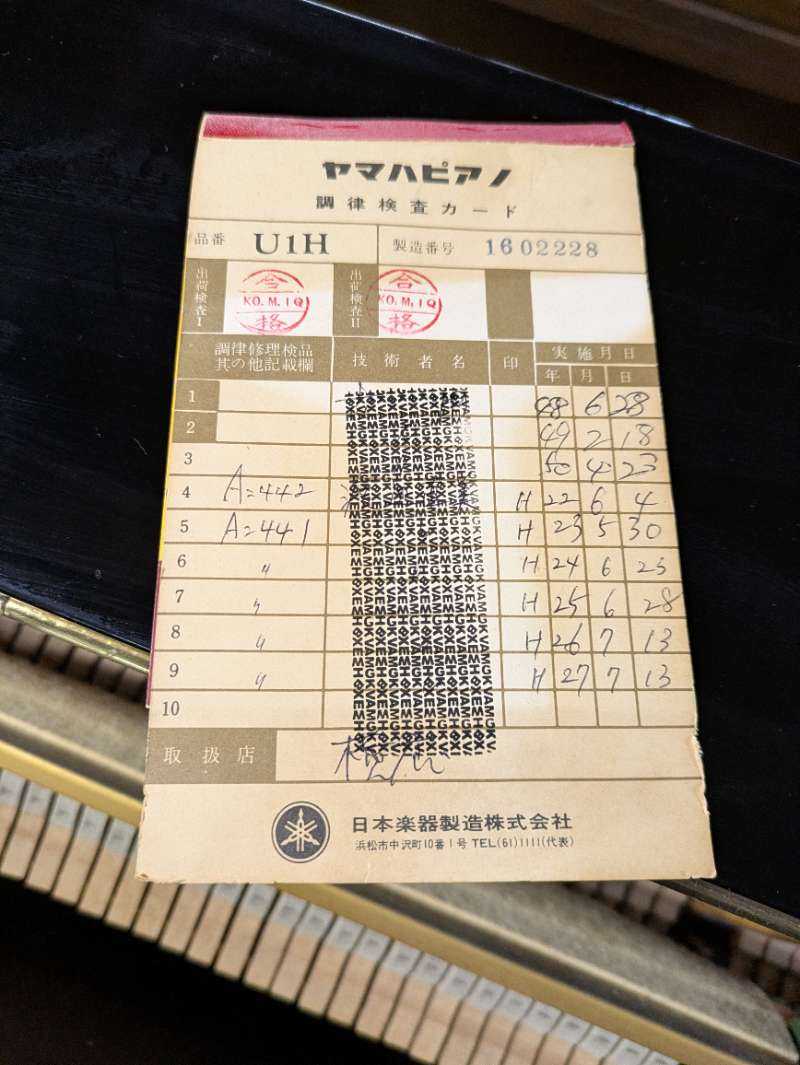 ヤマハピアノ
調律検査カード
品番 U1H 製造番号 1602228
出荷検査I 合格 KO.M.IQ 出荷検査II 合格 KO.M.IQ
調律修理検品其の他記載欄 技術者名 印 実施月日
年 月 日
1 48 6 28
2 49 2 18
3 50 4 23
4 A=442 H 22 6 4
5 A=441 H 23 5 30
6 〃 H 24 6 23
7 〃 H 25 6 28
8 〃 H 26 7 13
9 〃 H 27 7 13
10
取扱店
日本楽器製造株式会社
浜松市中沢町10番1号 TEL(61)1111(代表)